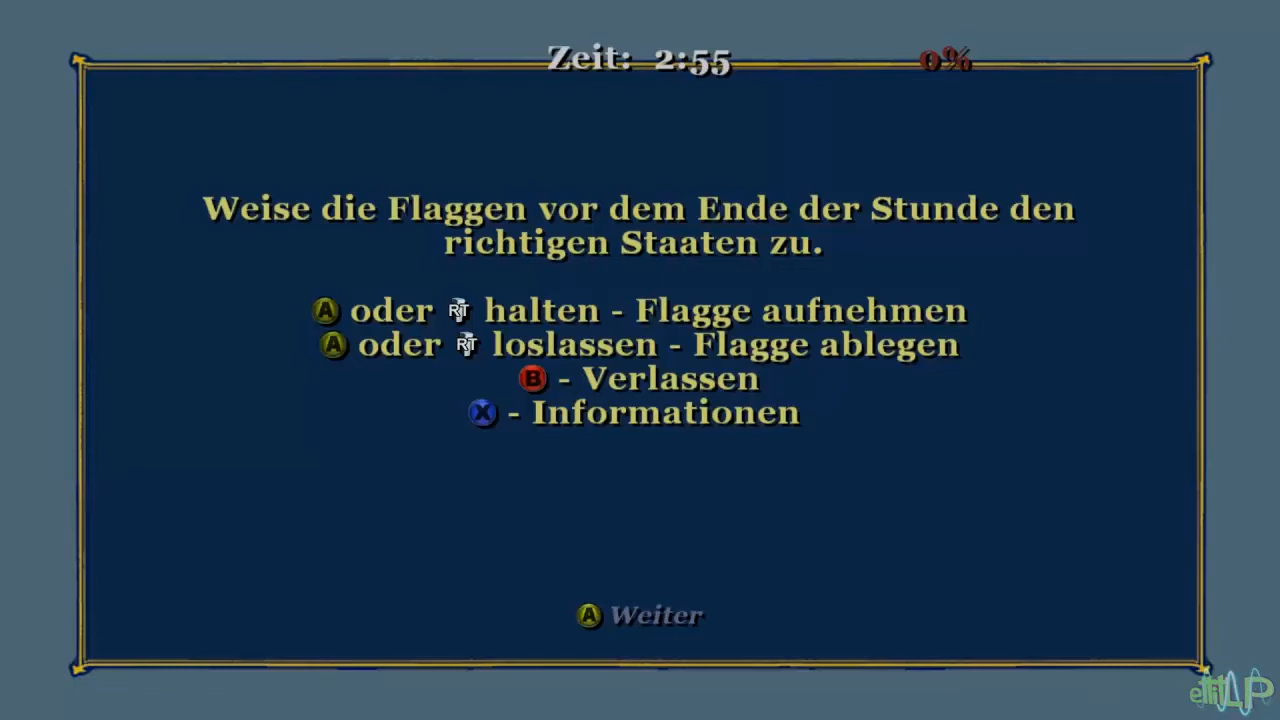 Zeit: 2:55 0%
Weise die Flaggen vor dem Ende der Stunde den
richtigen Staaten zu.
A oder RT halten - Flagge aufnehmen
A oder RT loslassen - Flagge ablegen
B - Verlassen
X - Informationen
A Weiter